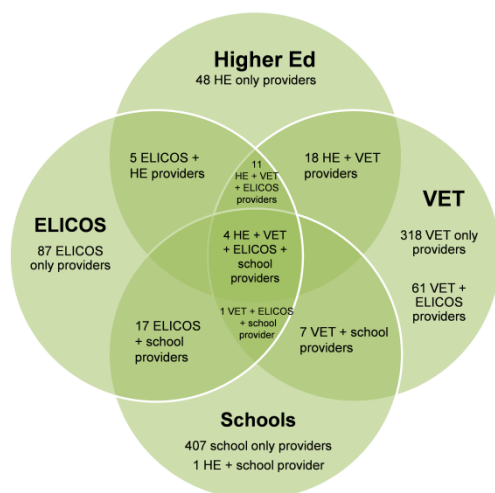 Higher Ed
48 HE only providers
5 ELICOS +
HE providers
11
HE + VET
+ ELICOS
providers
18 HE + VET
providers
ELICOS
87 ELICOS
only providers
4 HE + VET
+ ELICOS +
school
providers
VET
318 VET only
providers
61 VET +
ELICOS
providers
17 ELICOS
+ school
providers
1 VET + ELICOS
+ school
provider
7 VET + school
providers
Schools
407 school only providers
1 HE + school provider